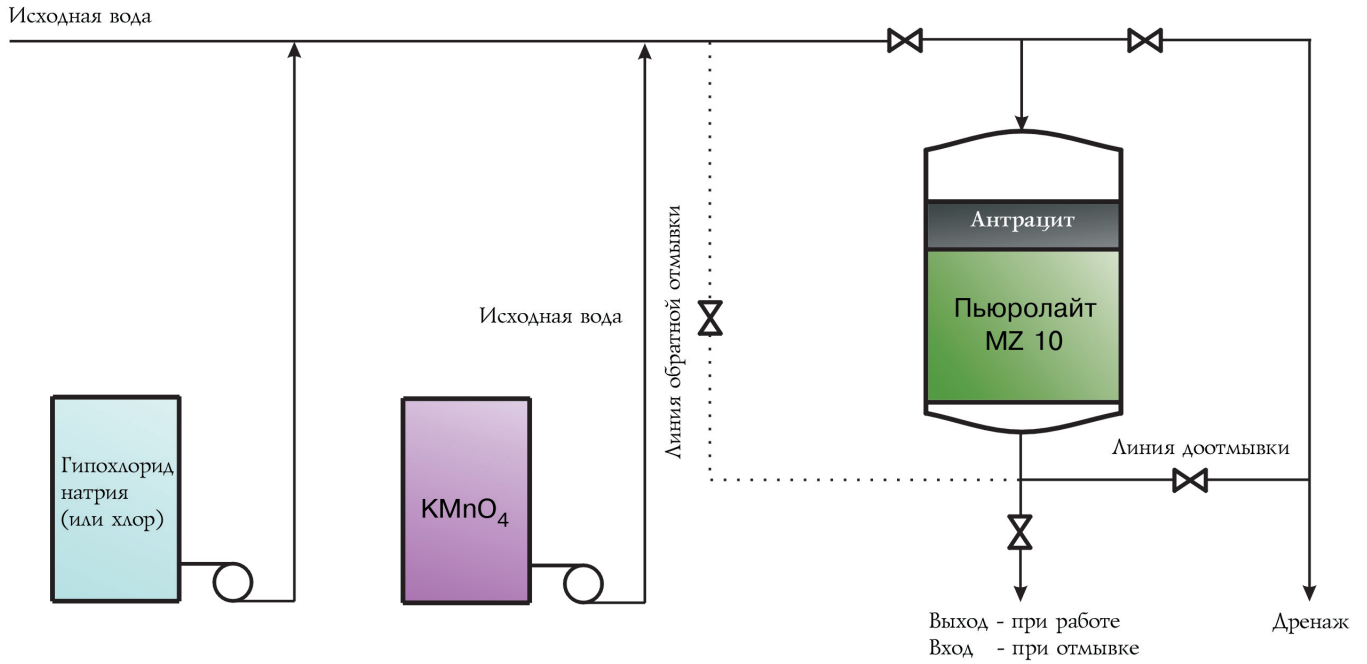 Исходная вода
Антрацит
Пьюролайт
MZ 10
Линия обратной отмывки
Исходная вода
Гипохлорид
натрия
(или хлор)
KMnO₄
Линия доотмывки
Выход - при работе
Вход - при отмывке
Дренаж